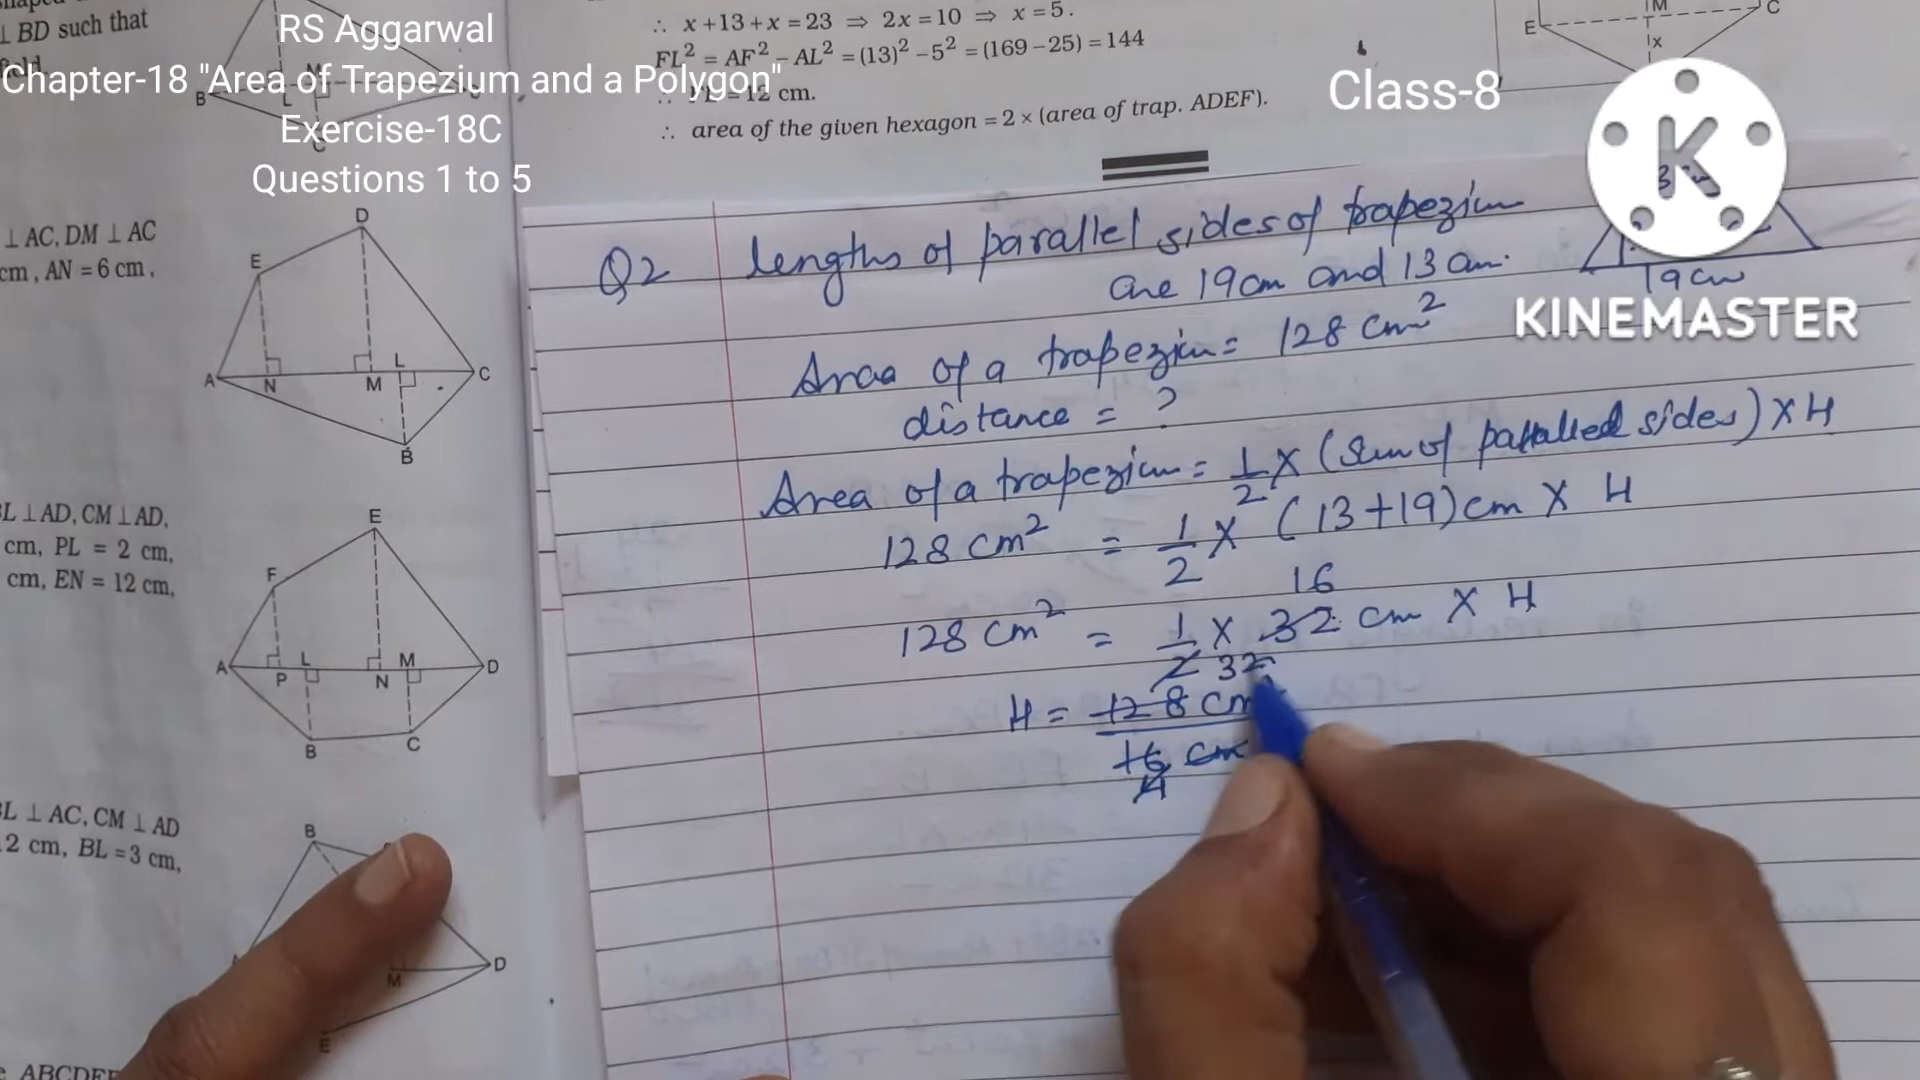 ⊥ BD such that
RS Aggarwal
Chapter-18 "Area of Trapezium and a Polygon"
Exercise-18C
Questions 1 to 5
Class-8
∴ x + 13 + x = 23 ⇒ 2x = 10 ⇒ x = 5.
FL² = AF² – AL² = (13)² – 5² = (169 – 25) = 144
= 12 cm.
∴ area of the given hexagon = 2 × (area of trap. ADEF).
E M C
x
B L M
C
K
KINEMASTER
19 cm
⊥ AC, DM ⊥ AC
cm, AN = 6 cm,
D
E
A N M L C
B
L ⊥ AD, CM ⊥ AD,
cm, PL = 2 cm,
cm, EN = 12 cm,
E
F
A P L N M D
B C
L ⊥ AC, CM ⊥ AD
2 cm, BL = 3 cm,
B
M D
E
ABCDEF
Q2 lengths of parallel sides of trapezium
are 19cm and 13 cm.
Area of a trapezium = 128 cm²
distance = ?
Area of a trapezium = 1/2 × (Sum of paralled sides) × H
128 cm² = 1/2 × (13+19) cm × H
16
128 cm² = 1/2 × 32 cm × H
32
H = 128 cm
16 cm
4